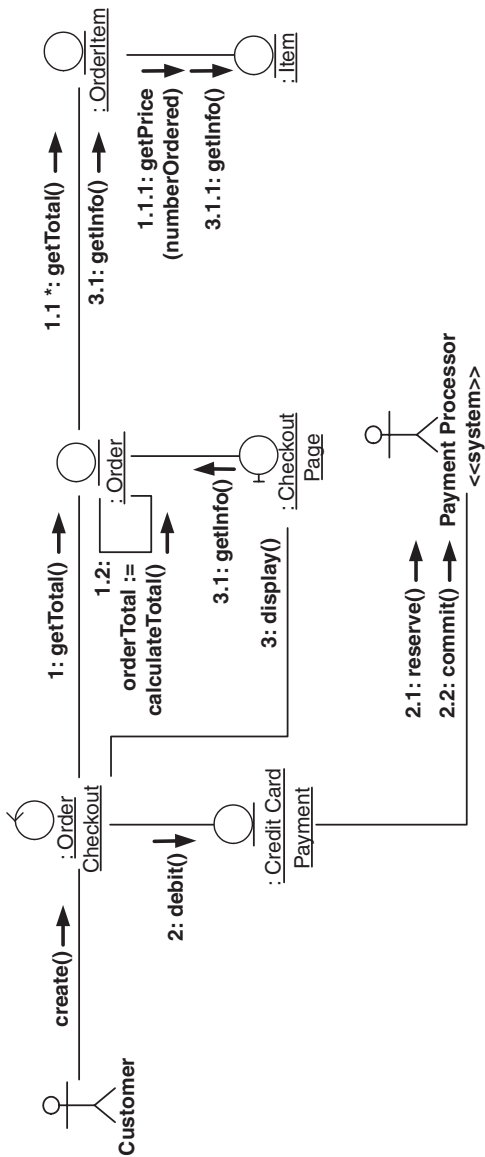 Customer
create()
: Order
Checkout
1: getTotal()
: Order
1.1 *: getTotal()
3.1: getInfo()
: OrderItem
1.2:
orderTotal :=
calculateTotal()
1.1.1: getPrice
(numberOrdered)
3.1.1: getInfo()
: Item
2: debit()
: Credit Card
Payment
3.1: getInfo()
: Checkout
Page
3: display()
2.1: reserve()
2.2: commit()
Payment Processor
<<system>>